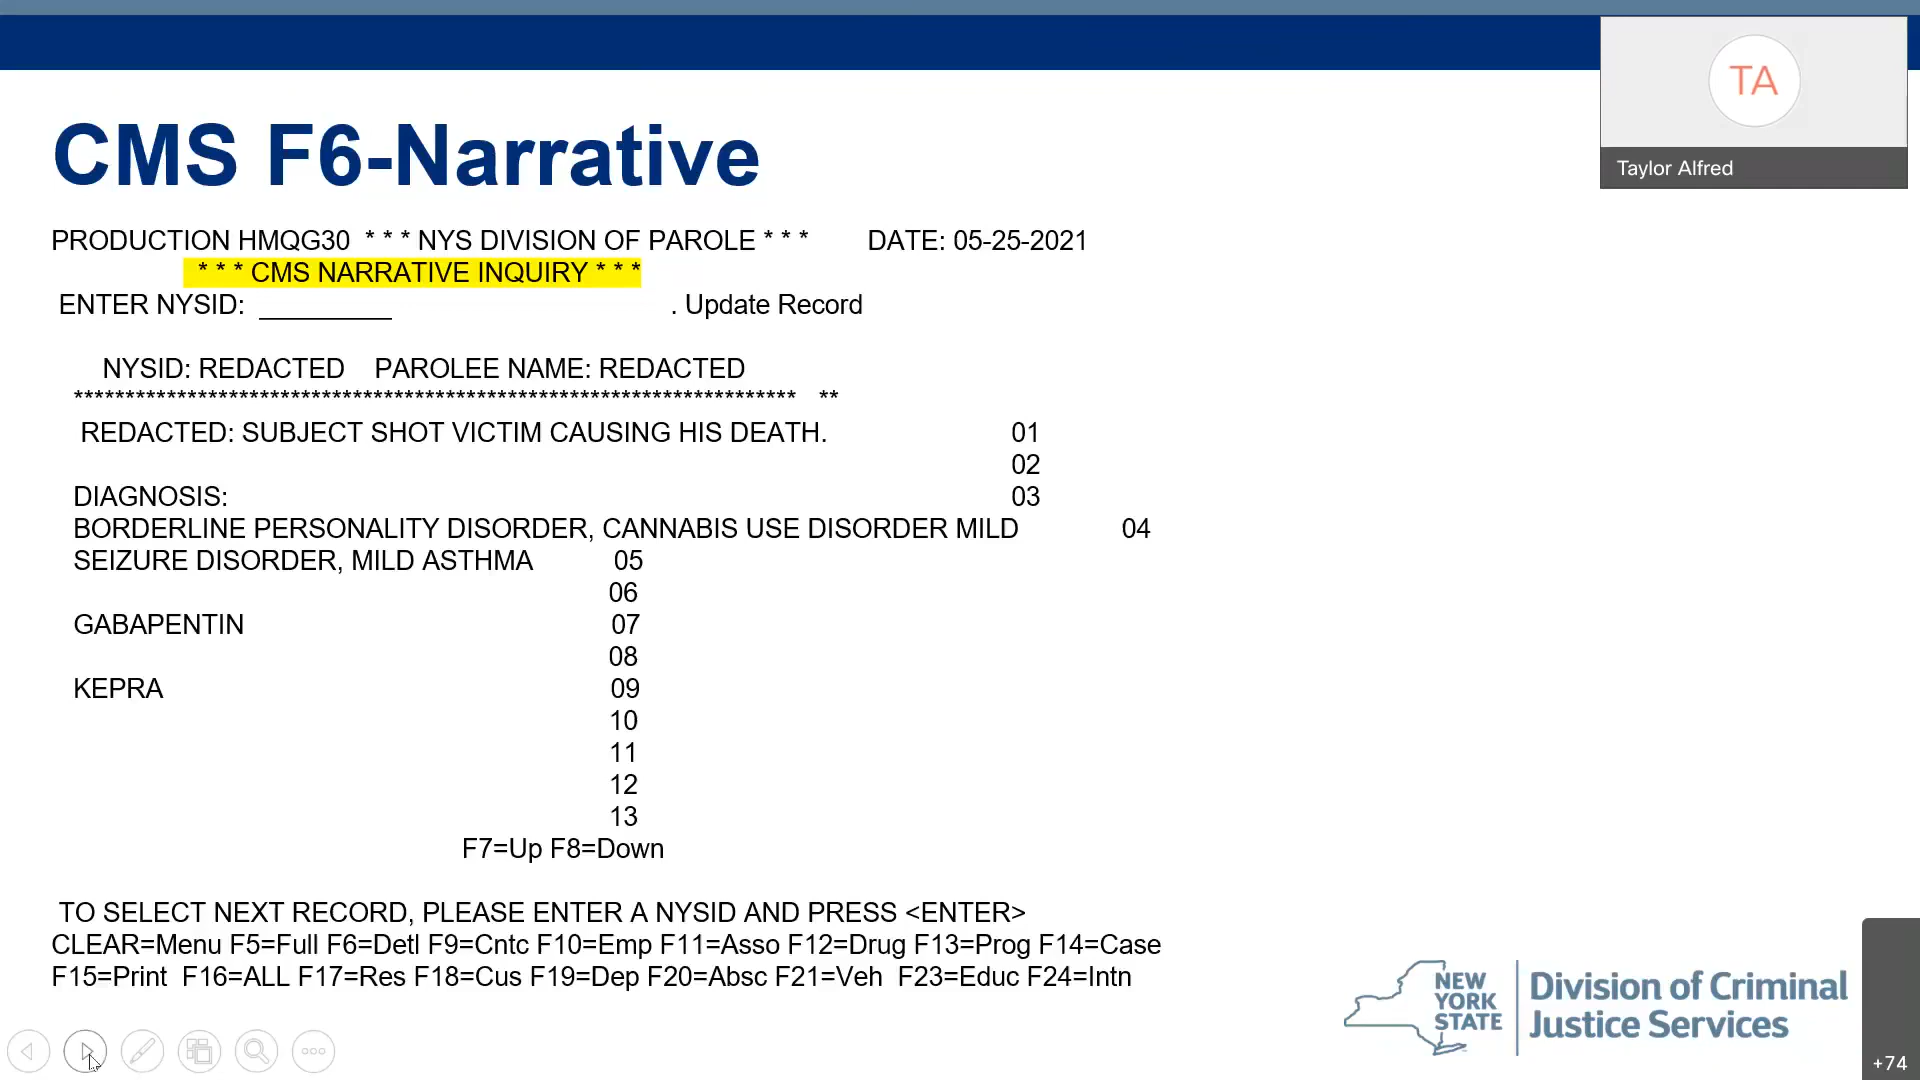 TA
Taylor Alfred
CMS F6-Narrative
PRODUCTION HMQG30 * * * NYS DIVISION OF PAROLE * * * DATE: 05-25-2021
* * * CMS NARRATIVE INQUIRY * * *
ENTER NYSID: _________ . Update Record
NYSID: REDACTED PAROLEE NAME: REDACTED
********************************************************************** **
REDACTED: SUBJECT SHOT VICTIM CAUSING HIS DEATH. 01
02
DIAGNOSIS: 03
BORDERLINE PERSONALITY DISORDER, CANNABIS USE DISORDER MILD 04
SEIZURE DISORDER, MILD ASTHMA 05
06
GABAPENTIN 07
08
KEPRA 09
10
11
12
13
F7=Up F8=Down
TO SELECT NEXT RECORD, PLEASE ENTER A NYSID AND PRESS <ENTER>
CLEAR=Menu F5=Full F6=Detl F9=Cntc F10=Emp F11=Asso F12=Drug F13=Prog F14=Case
F15=Print F16=ALL F17=Res F18=Cus F19=Dep F20=Absc F21=Veh F23=Educ F24=Intn
NEW
YORK
STATE
Division of Criminal
Justice Services
+74